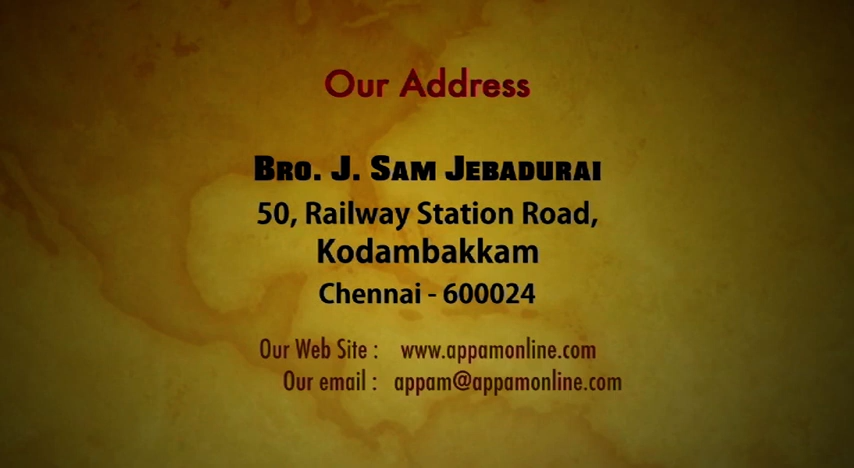 Our Address
BRO. J. SAM JEBADURAI
50, Railway Station Road,
Kodambakkam
Chennai - 600024
Our Web Site : www.appamonline.com
Our email : appam@appamonline.com